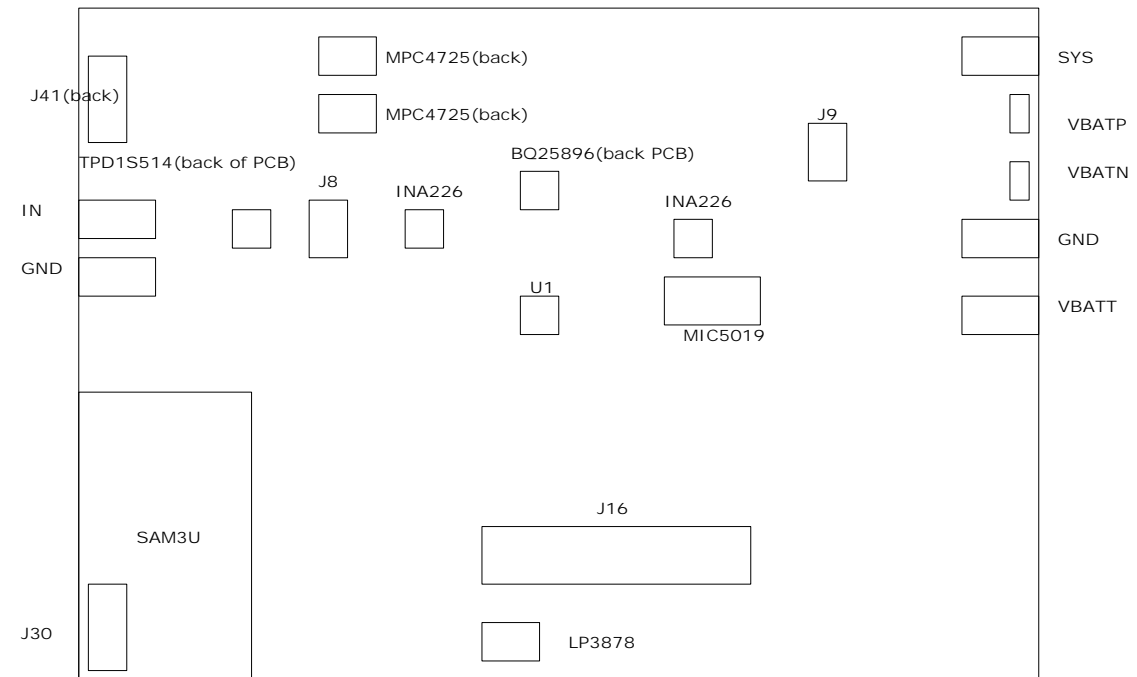 MPC4725(back)
SYS
J41(back)
MPC4725(back)
J9
VBATP
TPD1S514(back of PCB)
BQ25896(back PCB)
VBATN
J8
INA226
INA226
IN
GND
GND
U1
VBATT
MIC5019
J16
SAM3U
J30
LP3878